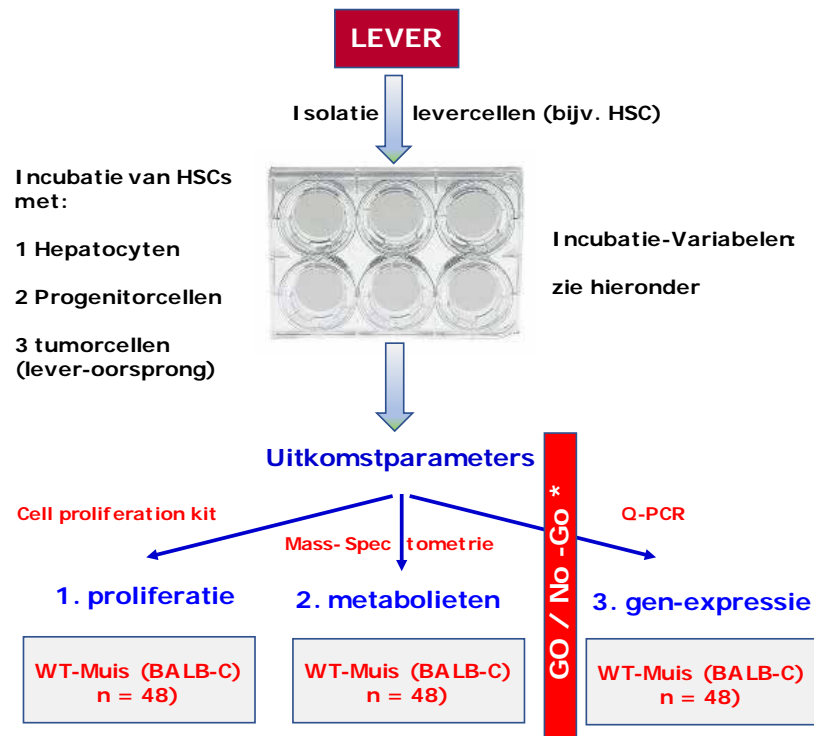 LEVER
Isolatie levercellen (bijv. HSC)
Incubatie van HSCs
met:
1 Hepatocyten
2 Progenitorcellen
3 tumorcellen
(lever-oorsprong)
Incubatie-Variabelen:
zie hieronder
Uitkomstparameters
GO / No -Go *
Cell proliferation kit
Mass-Spec tometrie
Q-PCR
1. proliferatie
2. metabolieten
3. gen-expressie
WT-Muis (BALB-C)
n = 48)
WT-Muis (BALB-C)
n = 48)
WT-Muis (BALB-C)
n = 48)